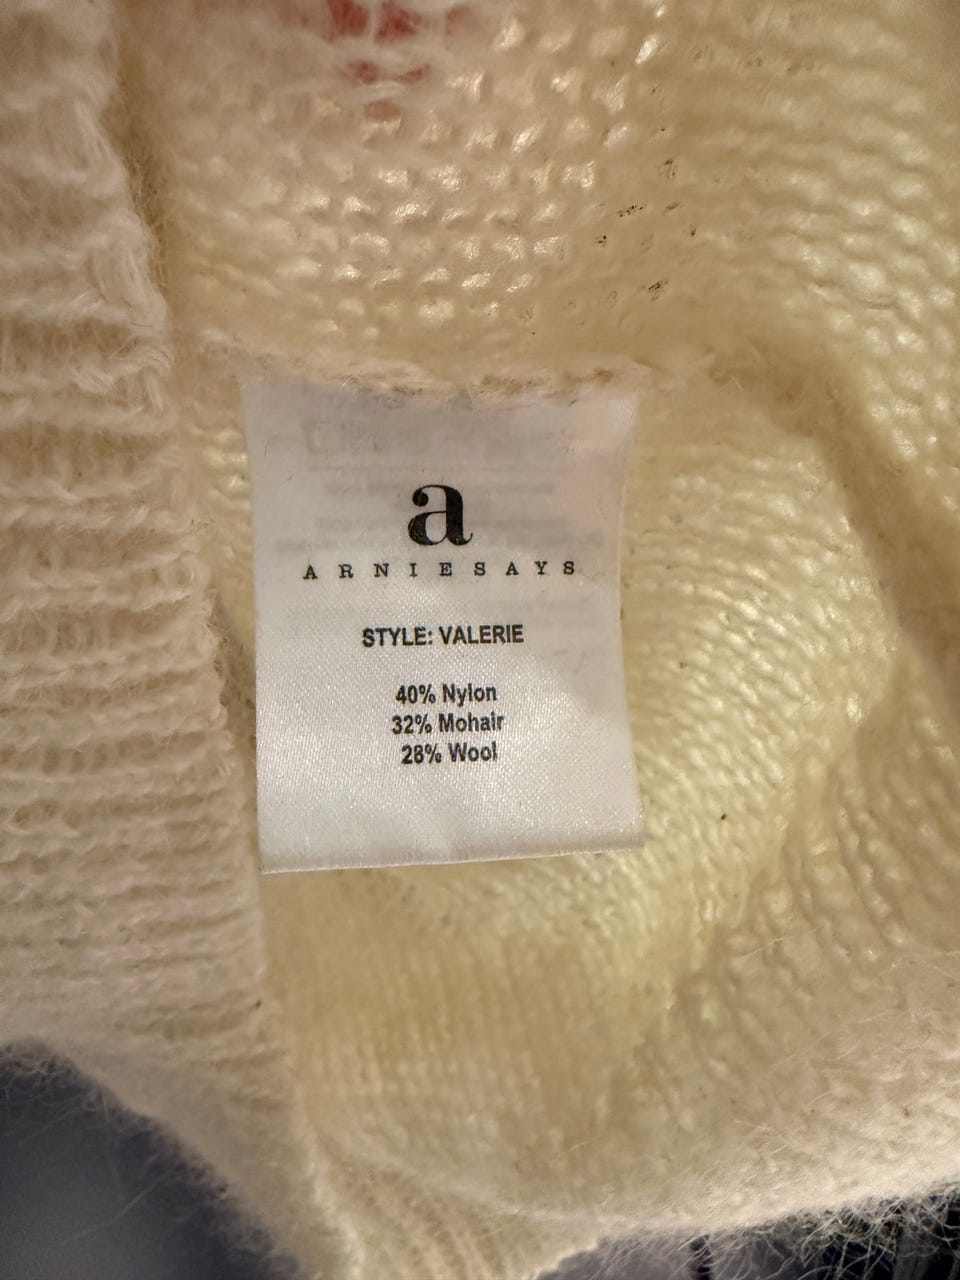 a
ARNIESAYS
STYLE: VALERIE
40% Nylon
32% Mohair
28% Wool